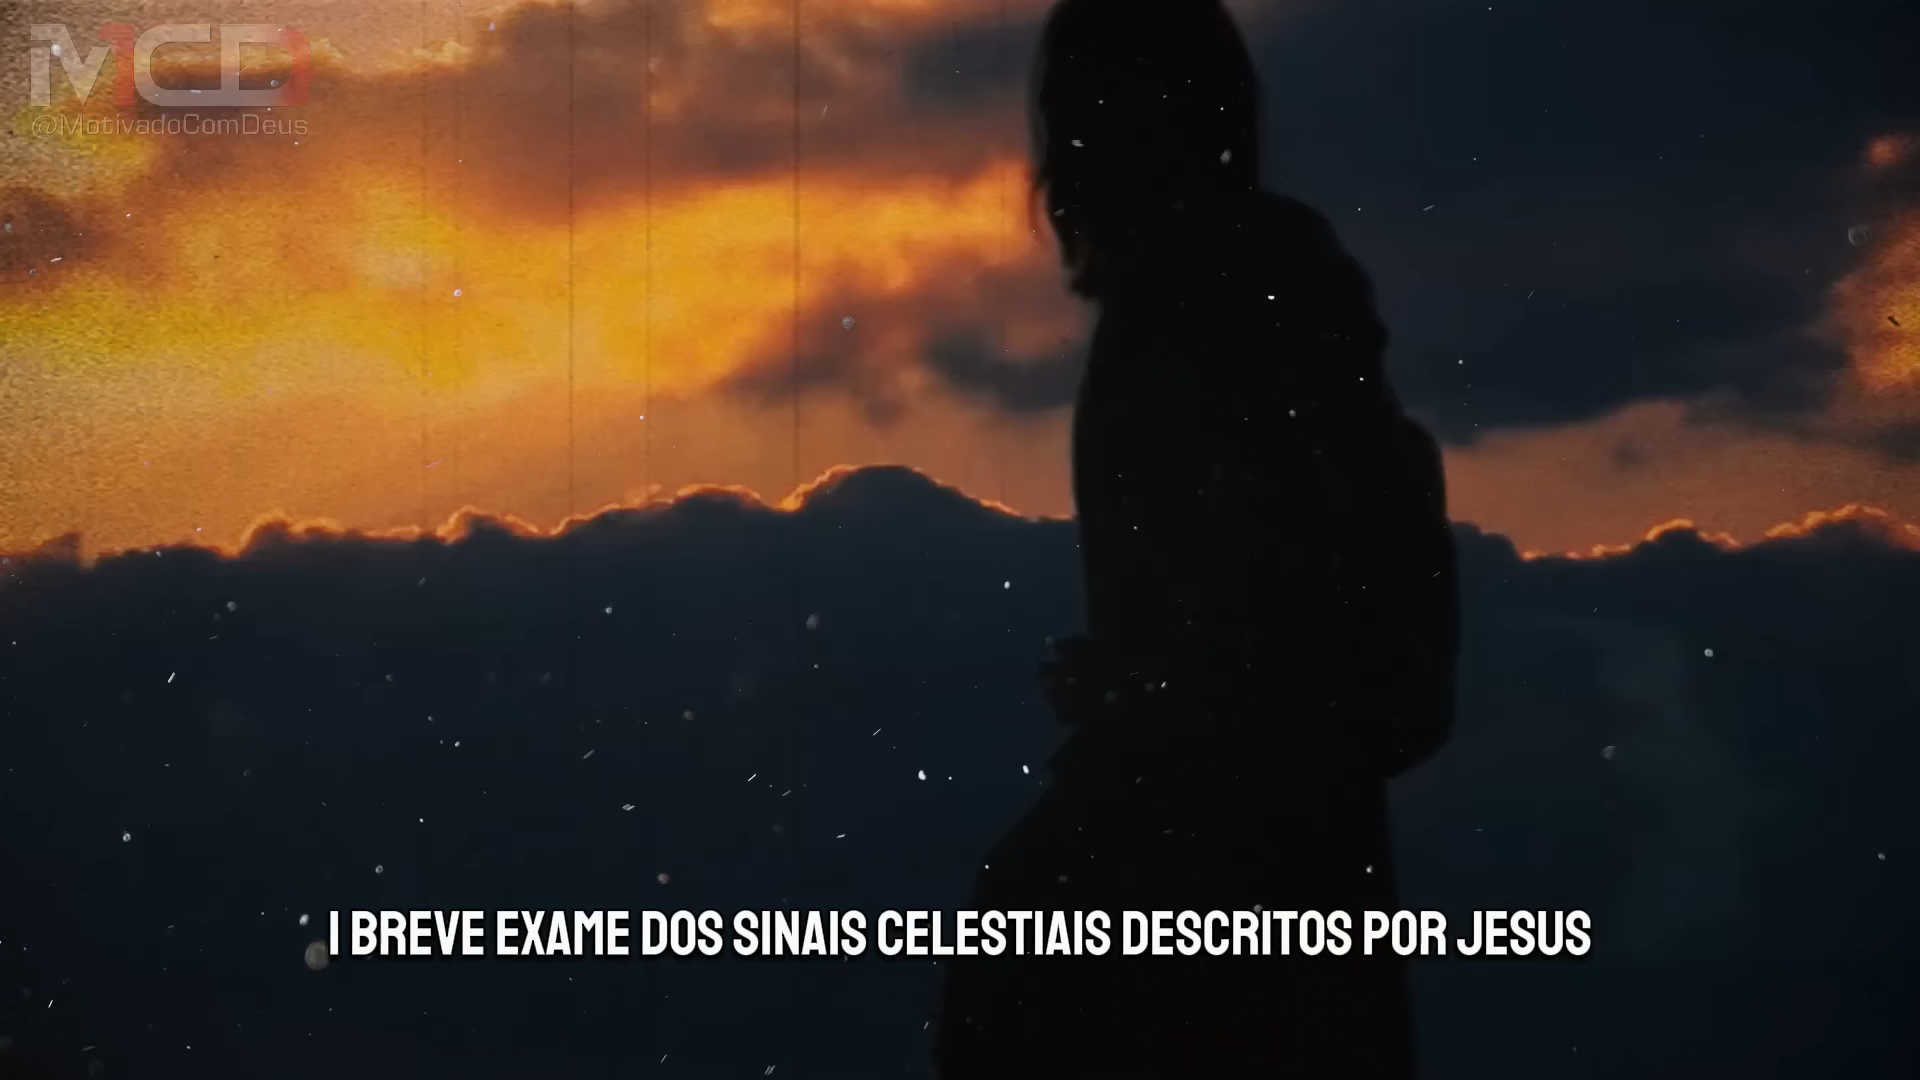 MCD
@MotivadoComDeus
I BREVE EXAME DOS SINAIS CELESTIAIS DESCRITOS POR JESUS